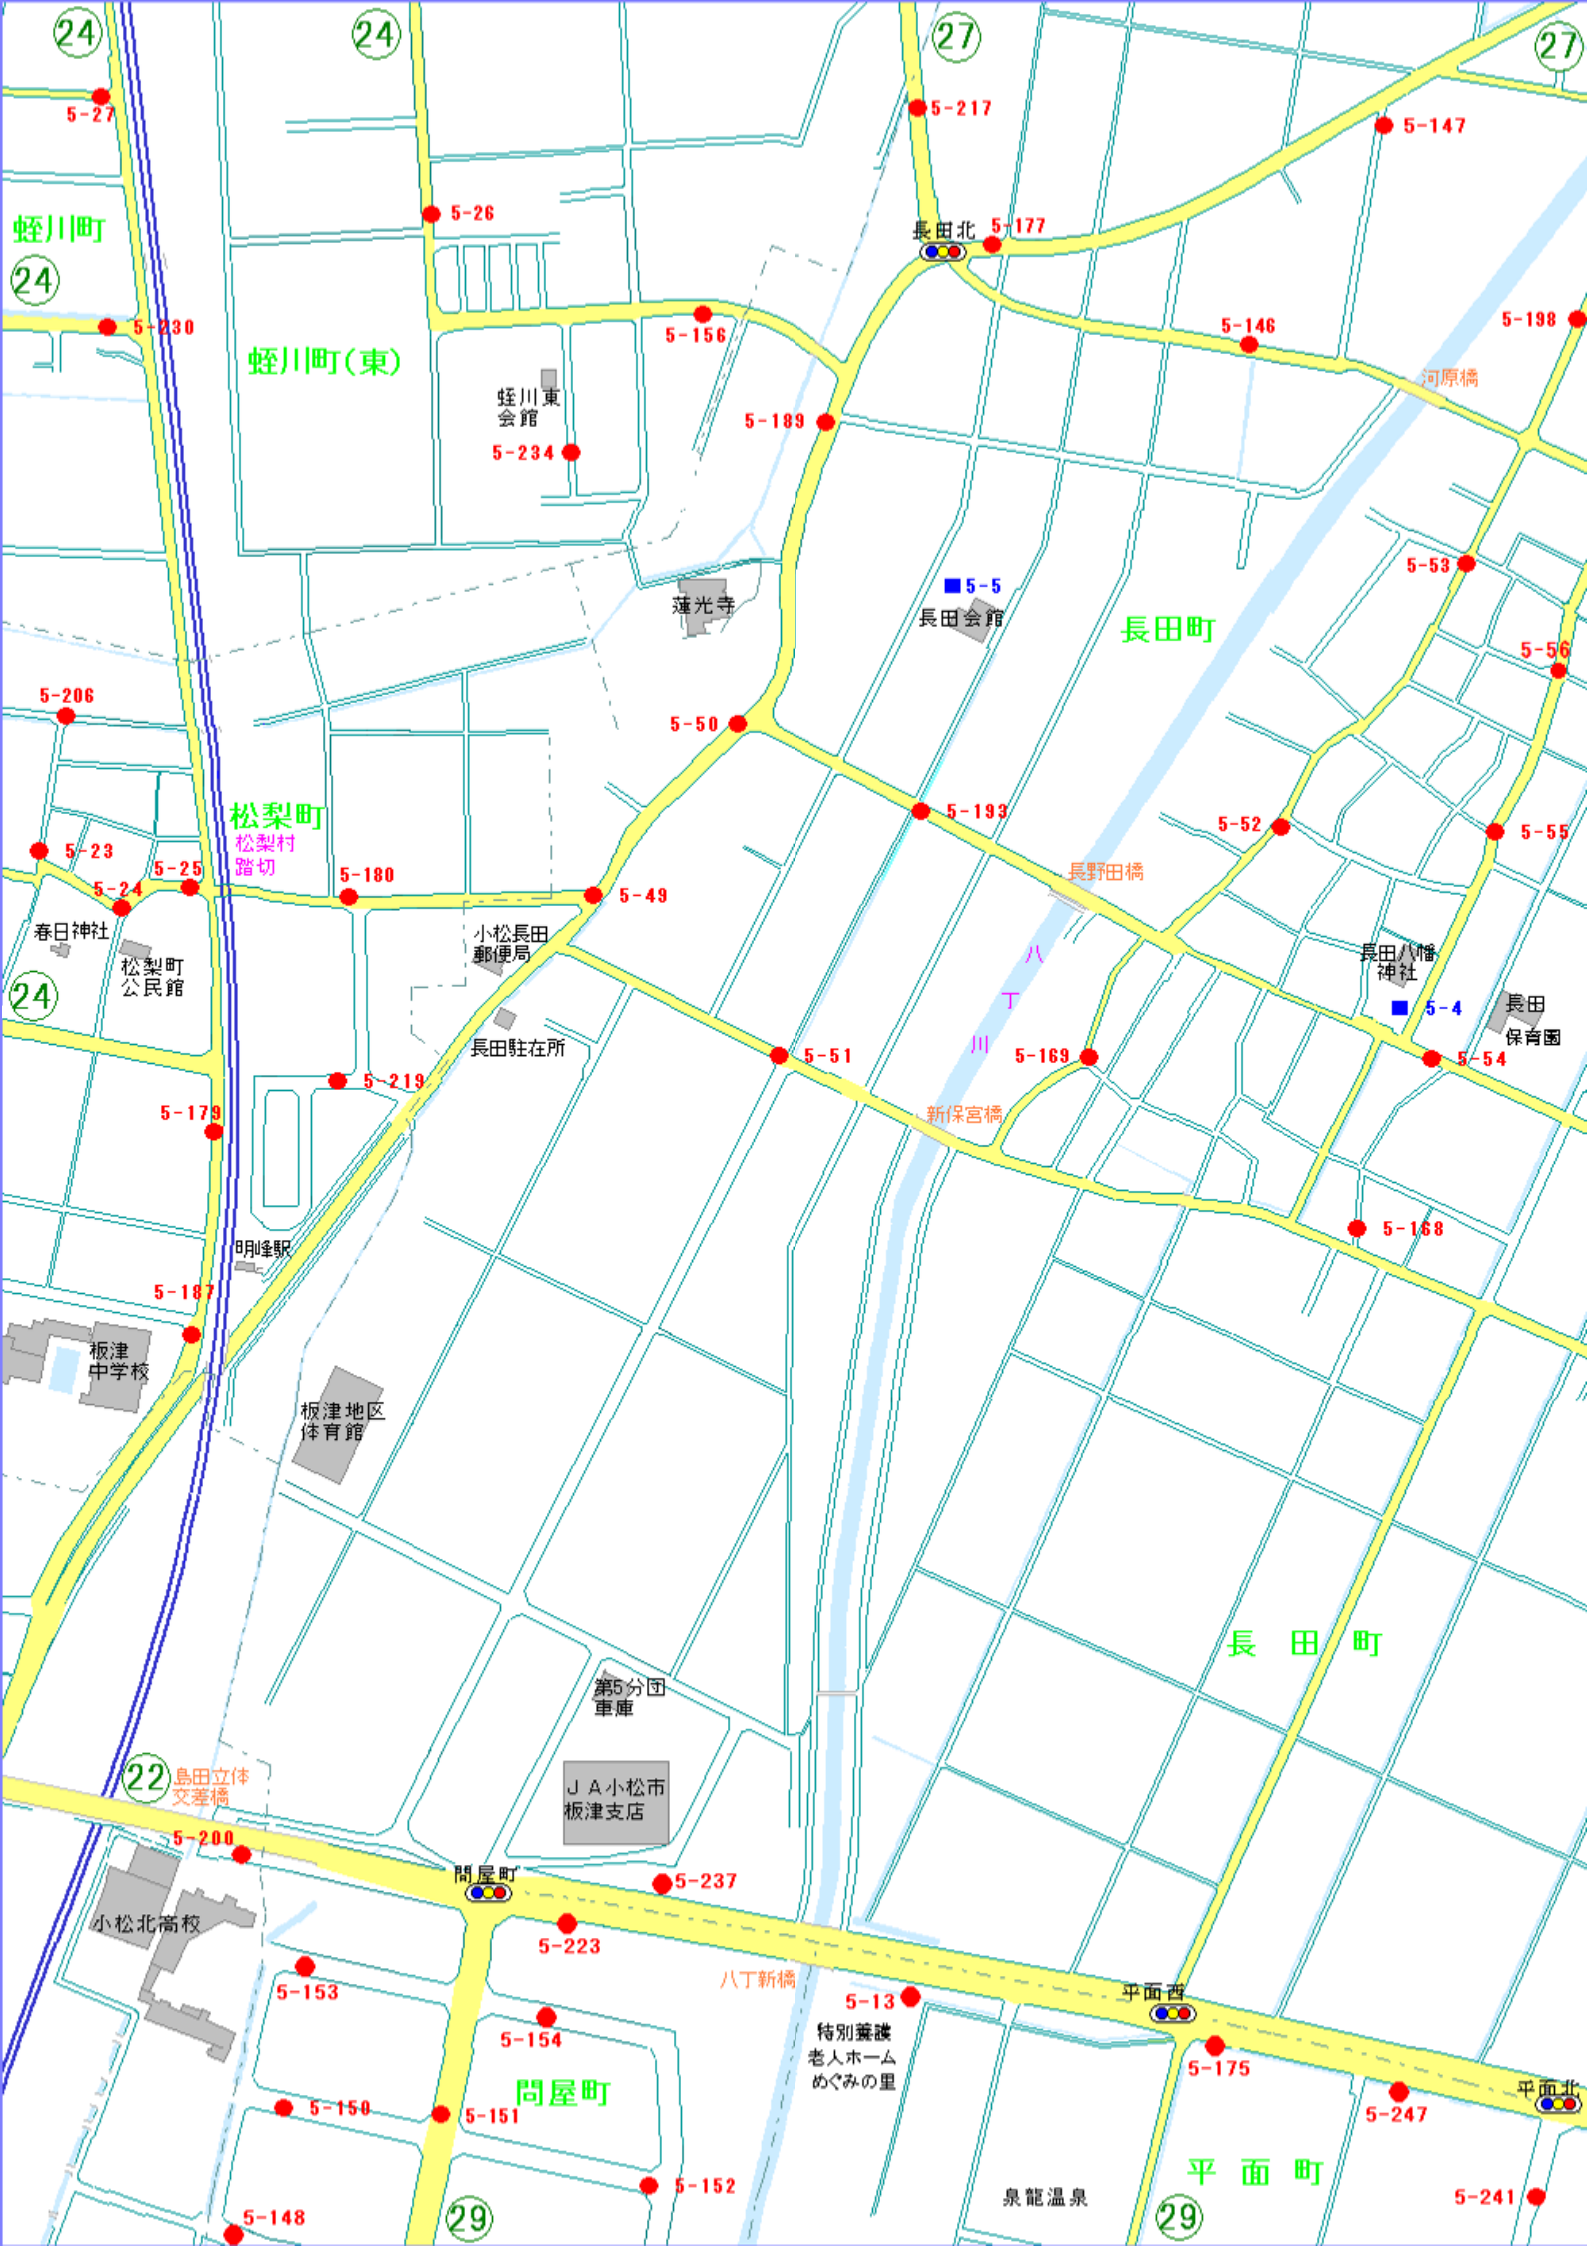 24
24
27
27
5-27
5-217
5-147
蛭川町
5-26
長田北
5-177
24
5-230
5-156
5-146
5-198
蛭川町(東)
河原橋
蛭川東
会館
5-189
5-234
5-53
5-5
蓮光寺
長田会館
長田町
5-56
5-206
5-50
松梨町
松梨村
踏切
5-193
5-52
5-55
5-23
5-25
5-180
長野田橋
5-24
5-49
春日神社
小松長田
郵便局
松梨町
公民館
八
丁
川
長田八幡
神社
24
5-4
長田
保育園
長田駐在所
5-51
5-169
5-54
5-219
5-179
新保宮橋
明峰駅
5-168
5-187
板津
中学校
板津地区
体育館
長田町
第5分団
車庫
22
島田立体
交差橋
JA小松市
板津支店
5-200
問屋町
5-237
小松北高校
5-223
5-153
八丁新橋
平面西
5-13
5-154
特別養護
老人ホーム
めぐみの里
5-175
問屋町
平面北
5-150
5-151
5-247
平面町
5-152
泉龍温泉
5-241
5-148
29
29